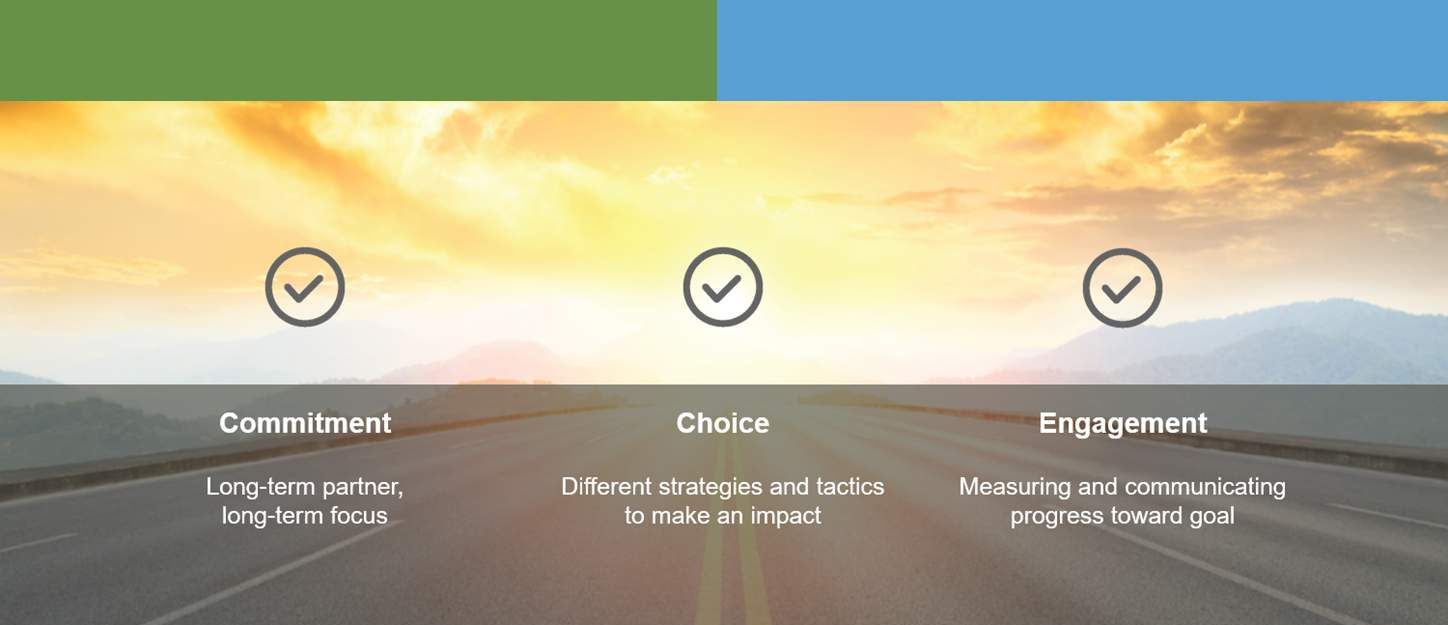 Commitment
Long-term partner,
long-term focus
Choice
Different strategies and tactics
to make an impact
Engagement
Measuring and communicating
progress toward goal